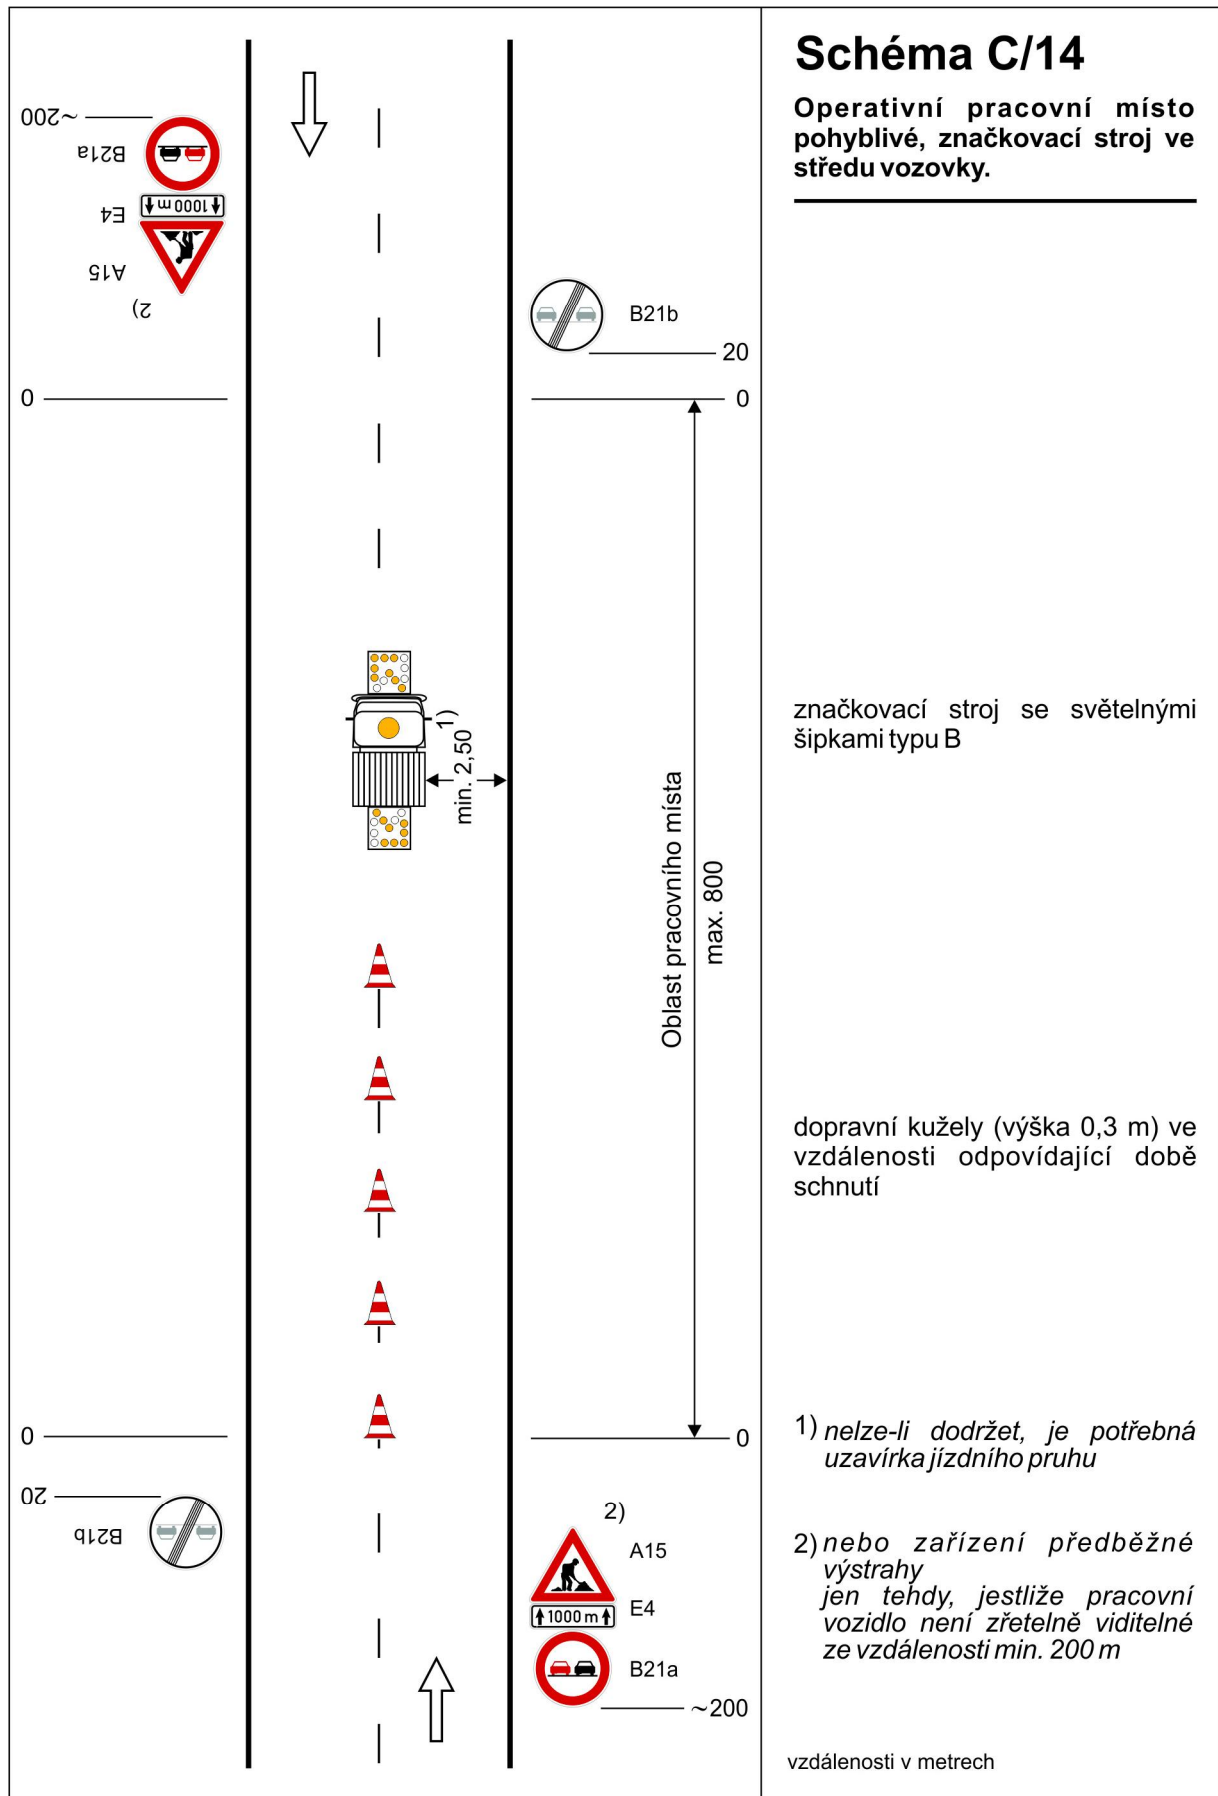 Schéma C/14
Operativní pracovní místo
pohyblivé, značkovací stroj ve
středu vozovky.
~200
B21a
1000 m
E4
A15
2)
B21b
20
0
0
značkovací stroj se světelnými
šipkami typu B
1)
min. 2,50
Oblast pracovního místa
max. 800
dopravní kužely (výška 0,3 m) ve
vzdálenosti odpovídající době
schnutí
0
0
20
B21b
2)
A15
1000 m
E4
B21a
~200
1) nelze-li dodržet, je potřebná
uzavírka jízdního pruhu
2) nebo zařízení předběžné
výstrahy
jen tehdy, jestliže pracovní
vozidlo není zřetelně viditelné
ze vzdálenosti min. 200 m
vzdálenosti v metrech